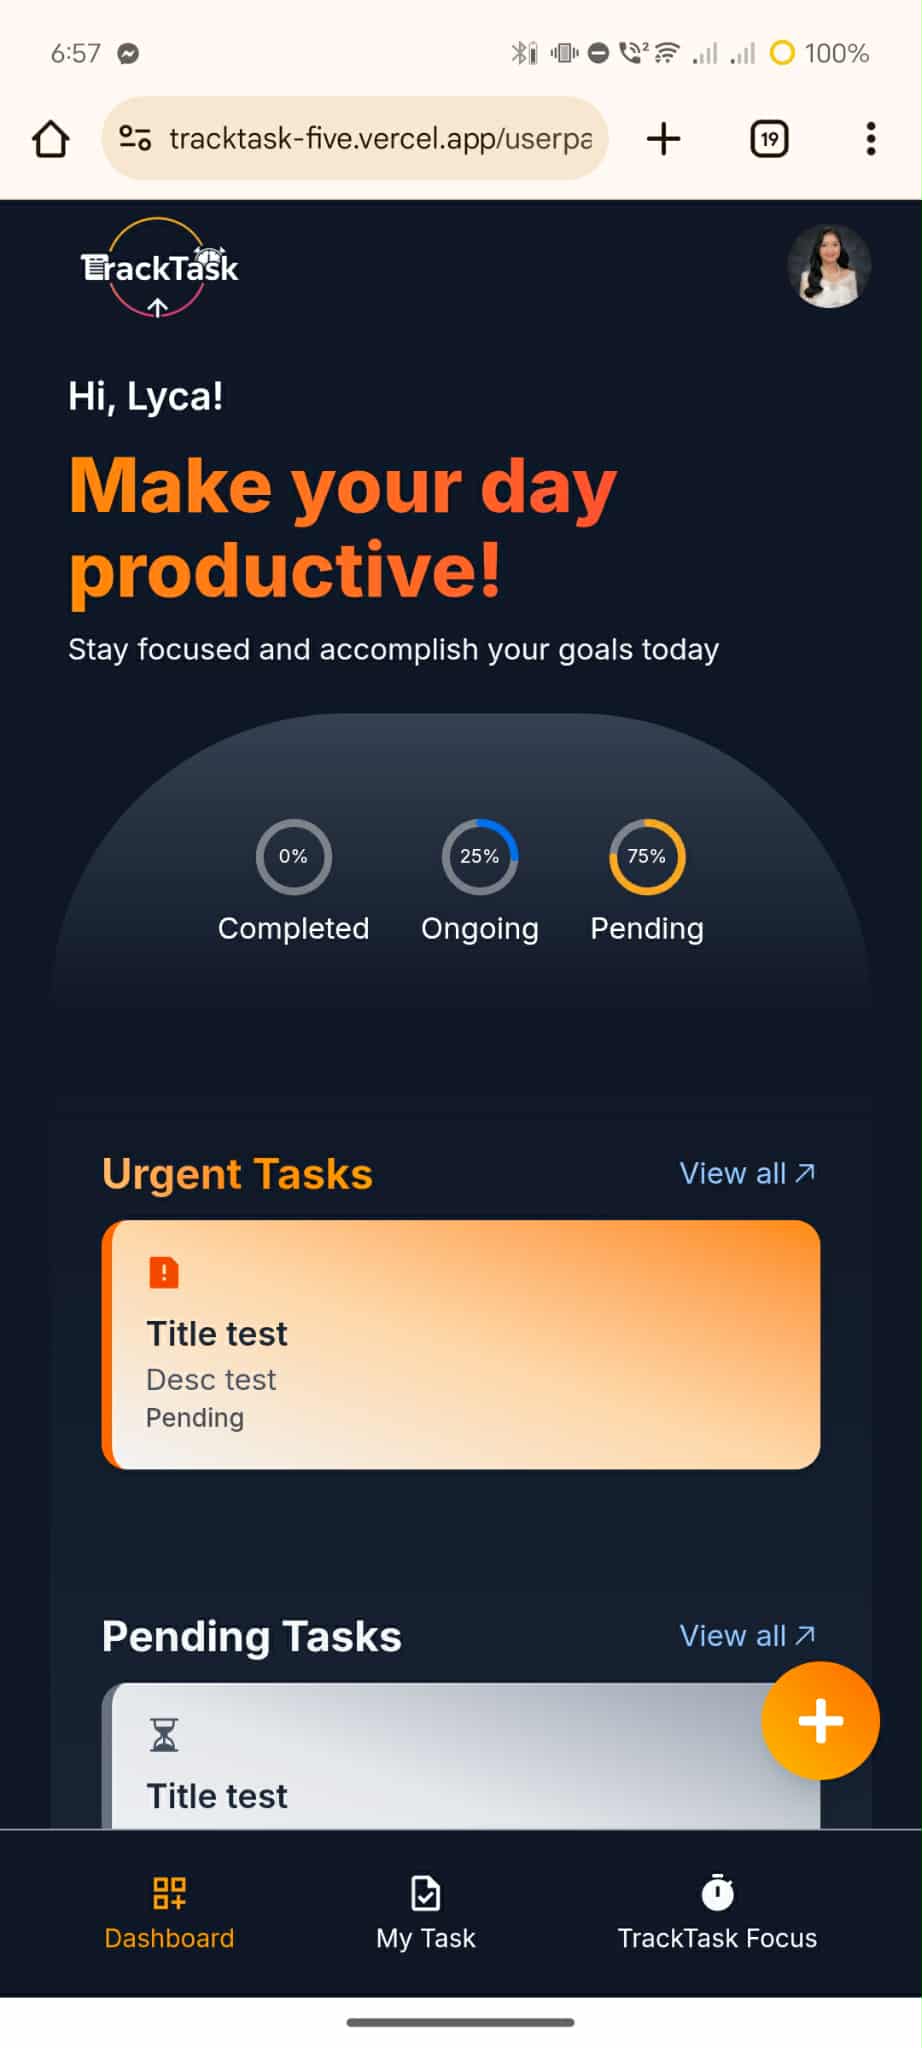 6:57
2
100%
tracktask-five.vercel.app/userpa
19
TrackTask
Hi, Lyca!
Make your day
productive!
Stay focused and accomplish your goals today
0%
25%
75%
Completed
Ongoing
Pending
Urgent Tasks
View all
Title test
Desc test
Pending
Pending Tasks
View all
Title test
Dashboard
My Task
TrackTask Focus